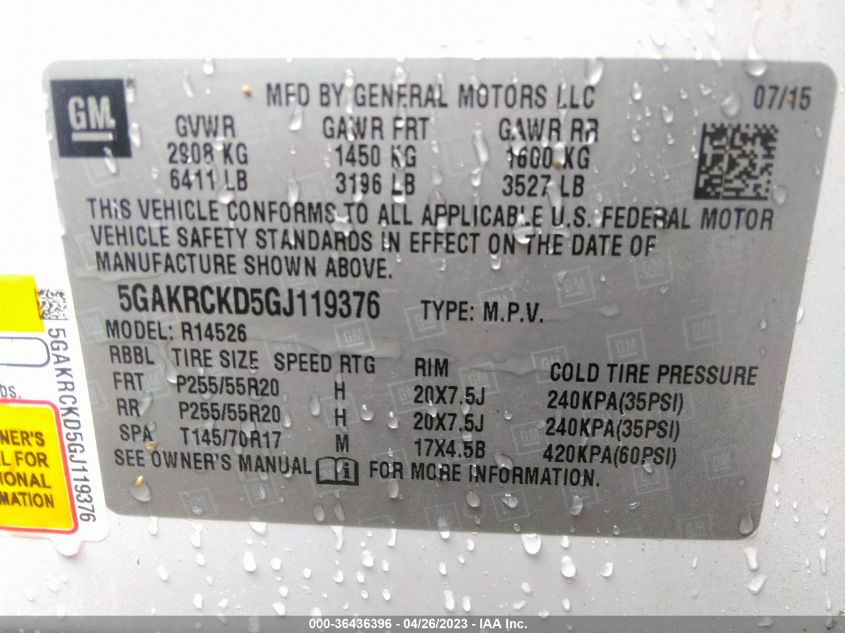 GM
MFD BY GENERAL MOTORS LLC 07/15
GVWR GAWR FRT GAWR RR
2908 KG 1450 KG 1600 KG
6411 LB 3196 LB 3527 LB
THIS VEHICLE CONFORMS TO ALL APPLICABLE U.S. FEDERAL MOTOR
VEHICLE SAFETY STANDARDS IN EFFECT ON THE DATE OF
MANUFACTURE SHOWN ABOVE.
5GAKRCKD5GJ119376 TYPE: M.P.V.
MODEL: R14526
RBBL TIRE SIZE SPEED RTG RIM COLD TIRE PRESSURE
FRT P255/55R20 H 20X7.5J 240KPA(35PSI)
RR P255/55R20 H 20X7.5J 240KPA(35PSI)
SPA T145/70R17 M 17X4.5B 420KPA(60PSI)
SEE OWNER'S MANUAL FOR MORE INFORMATION.
5GAKRCKD5GJ119376
OWNER'S
FOR
000-36436396 - 04/26/2023 - IAA Inc.